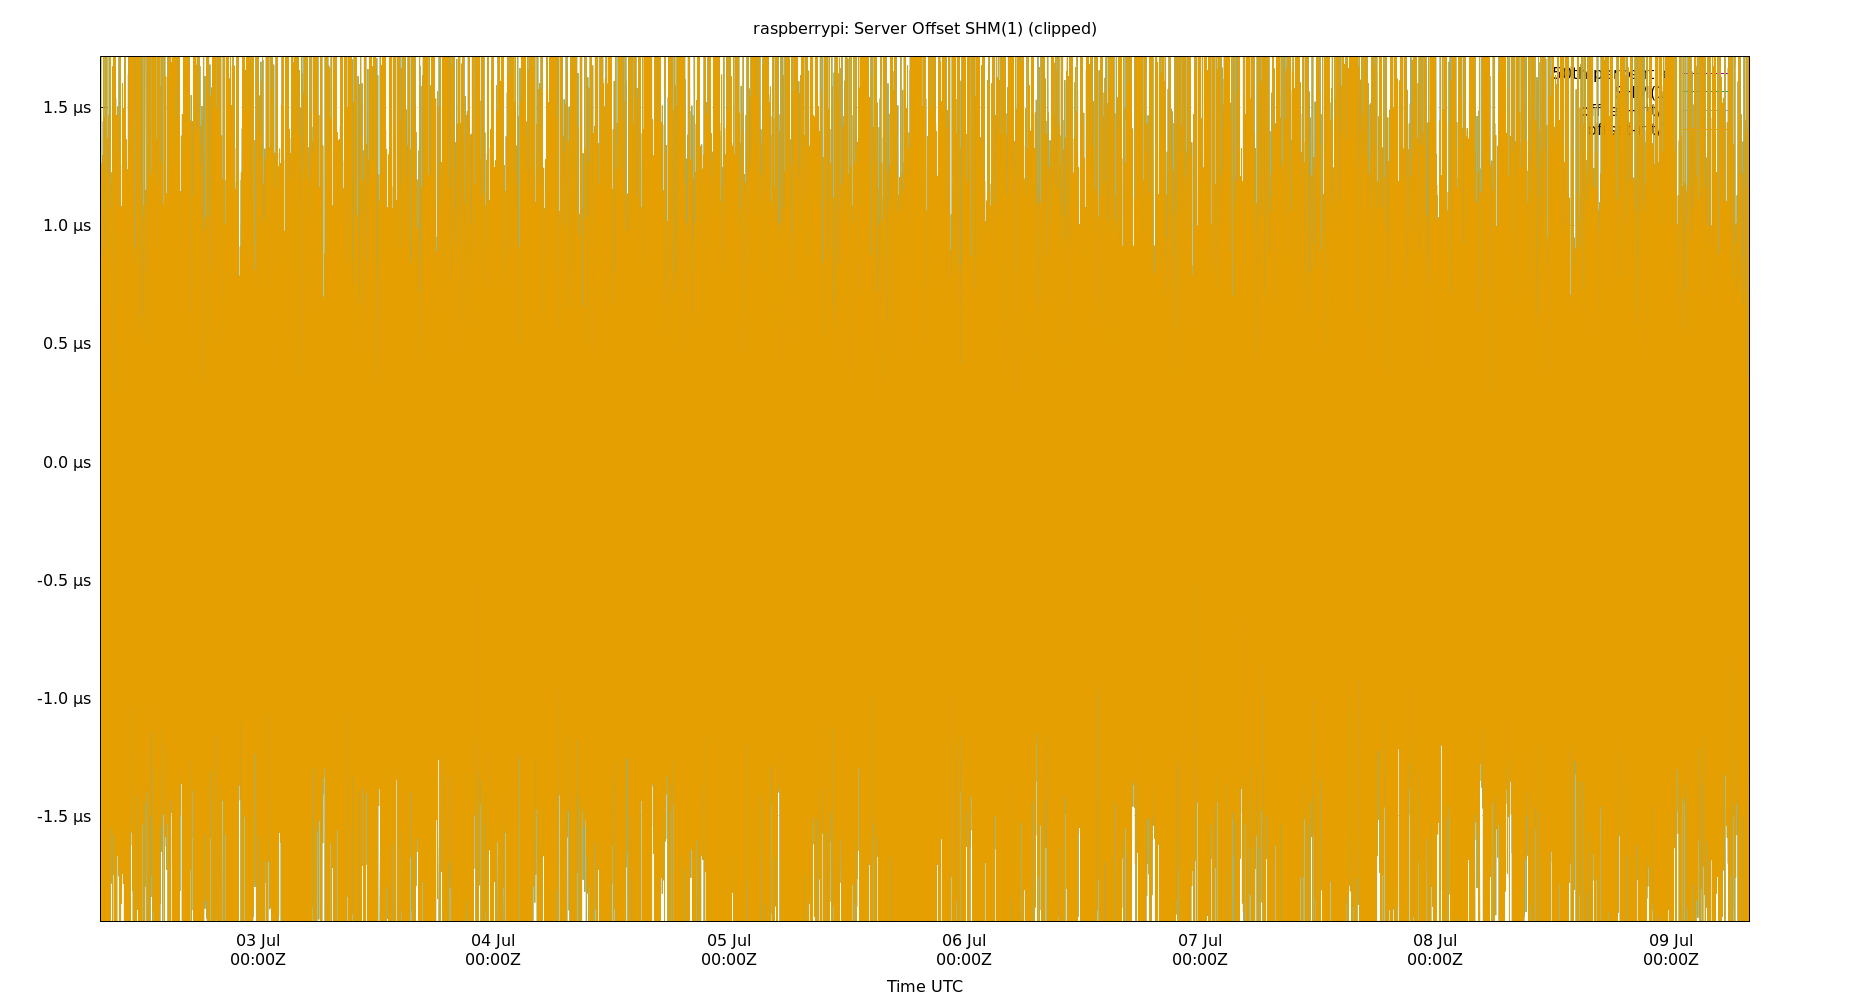 raspberrypi: Server Offset SHM(1) (clipped)
1.5 µs
1.0 µs
0.5 µs
0.0 µs
-0.5 µs
-1.0 µs
-1.5 µs
03 Jul 04 Jul 05 Jul 06 Jul 07 Jul 08 Jul 09 Jul
00:00Z 00:00Z 00:00Z 00:00Z 00:00Z 00:00Z 00:00Z
Time UTC